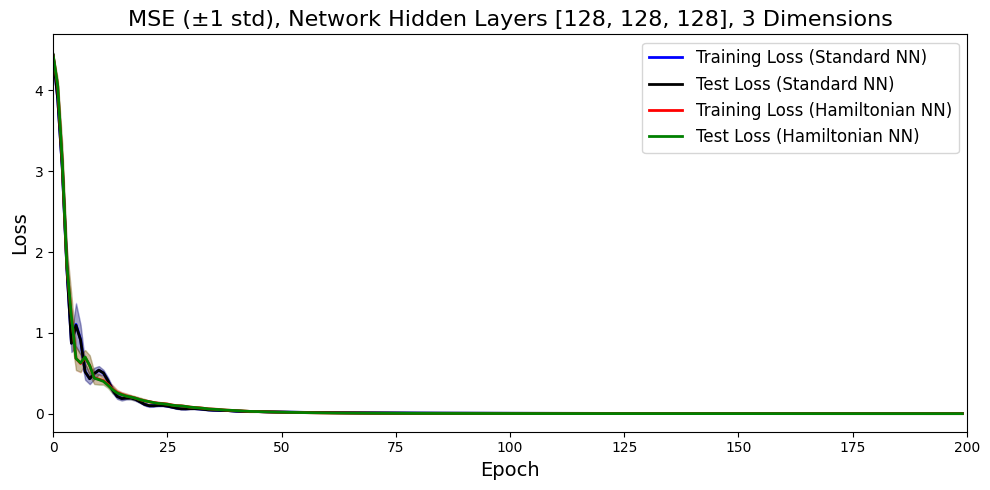 MSE (±1 std), Network Hidden Layers [128, 128, 128], 3 Dimensions
Training Loss (Standard NN)
Test Loss (Standard NN)
Training Loss (Hamiltonian NN)
Test Loss (Hamiltonian NN)
Loss
4
3
2
1
0
0 25 50 75 100 125 150 175 200
Epoch